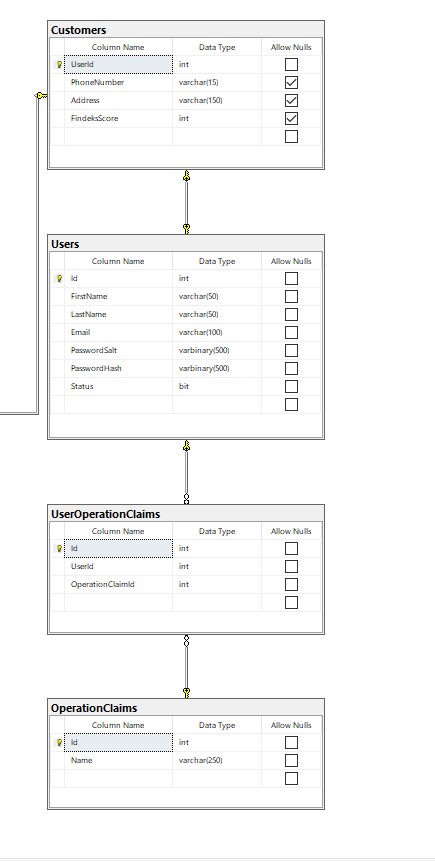 Customers
Column Name Data Type Allow Nulls
UserId int
PhoneNumber varchar(15)
Address varchar(150)
FindeksScore int
Users
Column Name Data Type Allow Nulls
Id int
FirstName varchar(50)
LastName varchar(50)
Email varchar(100)
PasswordSalt varbinary(500)
PasswordHash varbinary(500)
Status bit
UserOperationClaims
Column Name Data Type Allow Nulls
Id int
UserId int
OperationClaimId int
OperationClaims
Column Name Data Type Allow Nulls
Id int
Name varchar(250)